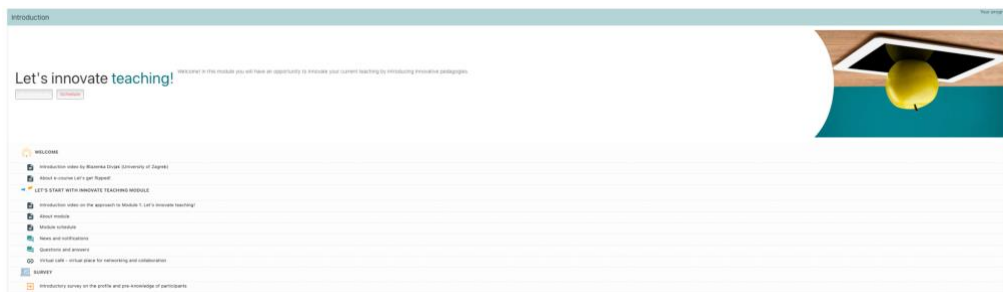 Introduction
Your progr
Let's innovate teaching!
Welcome! In this module you will have an opportunity to innovate your current teaching by introducing innovative pedagogies.
Schedule
WELCOME
Introduction video by Blazenka Divjak (University of Zagreb)
About e-course Let's get flipped!
LET'S START WITH INNOVATE TEACHING MODULE
Introduction video on the approach to Module 1: Let's innovate teaching!
About module
Module schedule
News and notifications
Questions and answers
Virtual café - virtual place for networking and collaboration
SURVEY
Introductory survey on the profile and pre-knowledge of participants